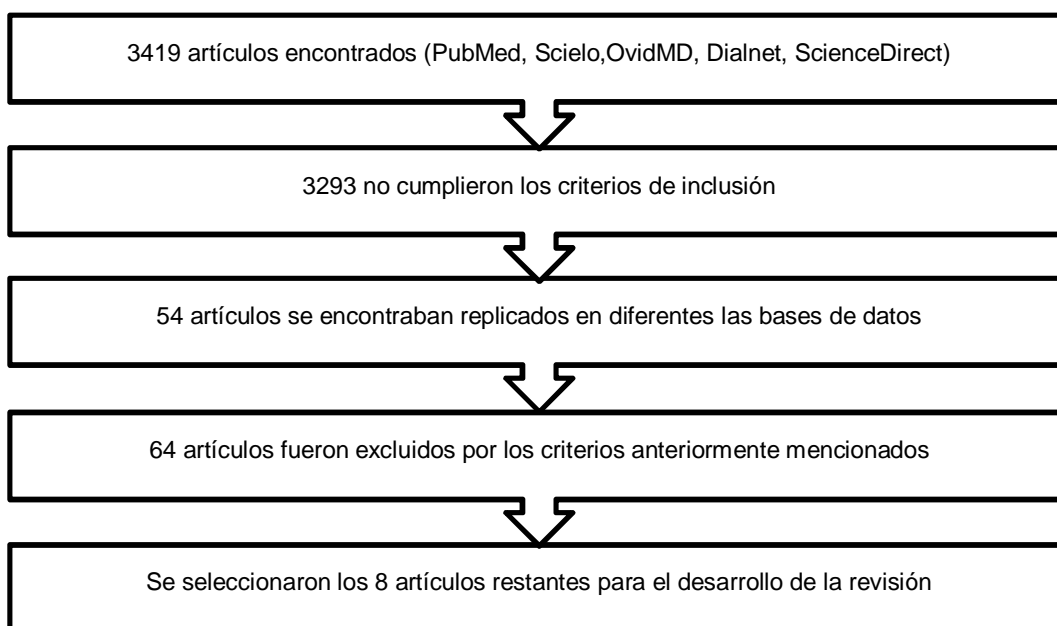 3419 artículos encontrados (PubMed, Scielo,OvidMD, Dialnet, ScienceDirect)
3293 no cumplieron los criterios de inclusión
54 artículos se encontraban replicados en diferentes las bases de datos
64 artículos fueron excluidos por los criterios anteriormente mencionados
Se seleccionaron los 8 artículos restantes para el desarrollo de la revisión